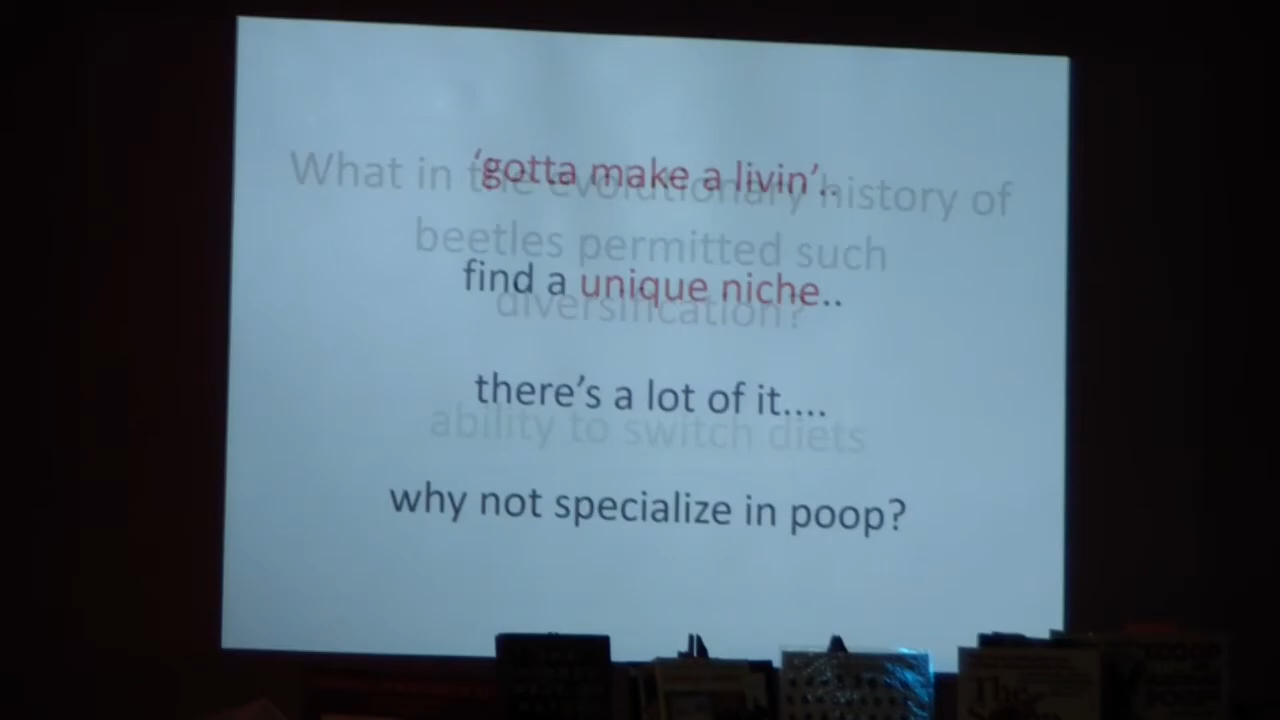 What in the evolutionary history of
beetles permitted such
diversification?
ability to switch diets
'gotta make a livin'..
find a unique niche..
there's a lot of it....
why not specialize in poop?
The